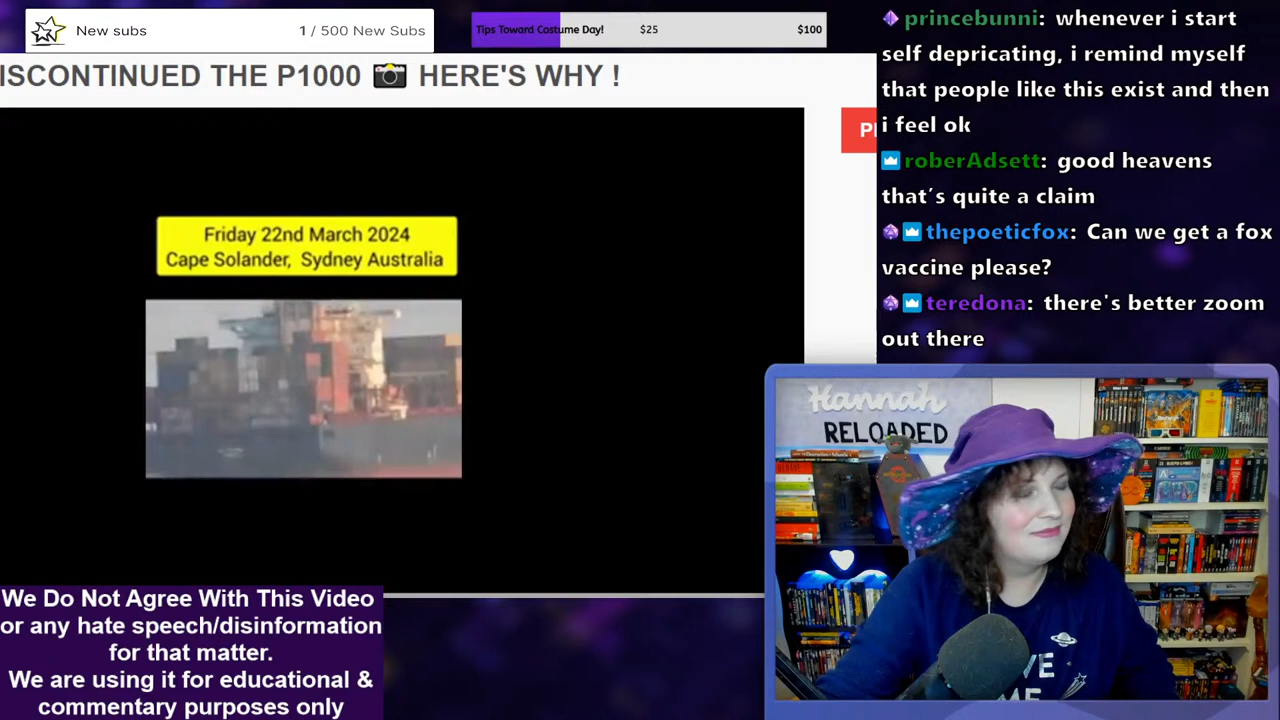 New subs
1 / 500 New Subs
Tips Toward Costume Day!
$25
$100
ISCONTINUED THE P1000 📷 HERE'S WHY !
Friday 22nd March 2024
Cape Solander, Sydney Australia
We Do Not Agree With This Video
or any hate speech/disinformation
for that matter.
We are using it for educational &
commentary purposes only
princebunni: whenever i start
self depricating, i remind myself
that people like this exist and then
i feel ok
roberAdsett: good heavens
that's quite a claim
thepoeticfox: Can we get a fox
vaccine please?
teredona: there's better zoom
out there
Hannah
RELOADED